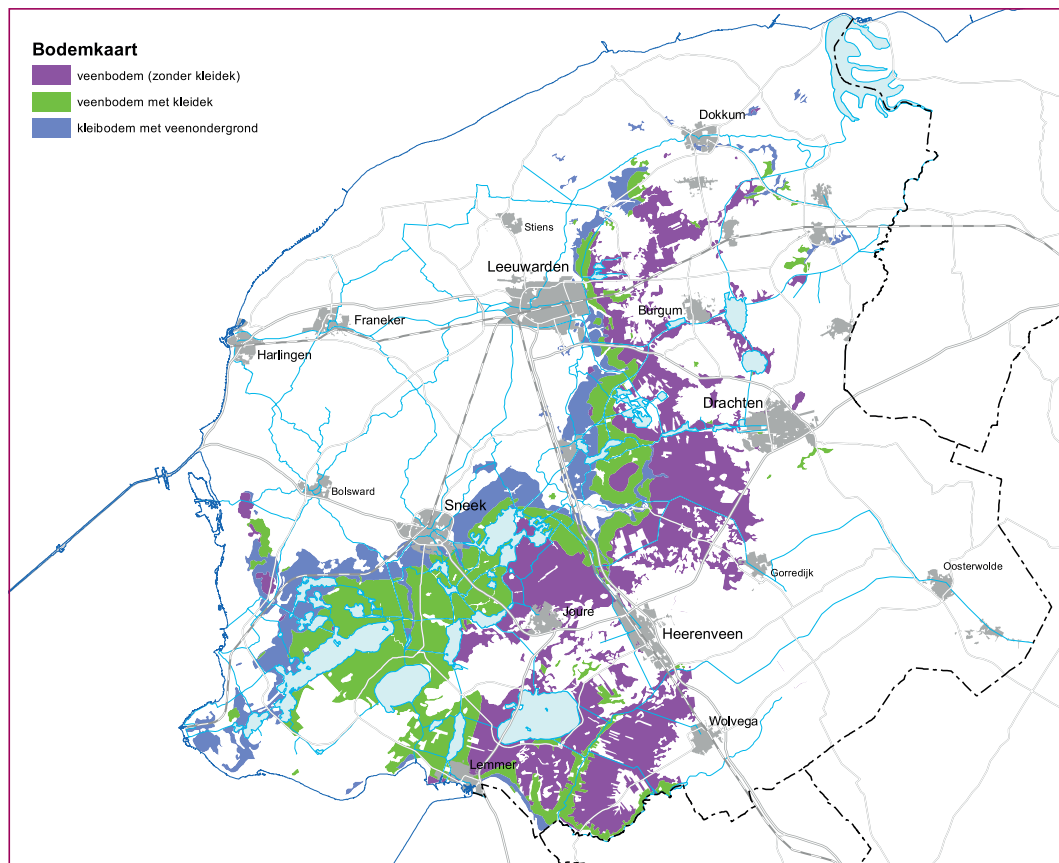 Bodemkaart
veenbodem (zonder kleidek)
veenbodem met kleidek
kleibodem met veenondergrond
Dokkum
Stiens
Leeuwarden
Burgum
Franeker
Harlingen
Drachten
Bolsward
Sneek
Gorredijk
Oosterwolde
Joure
Heerenveen
Wolvega
Lemmer